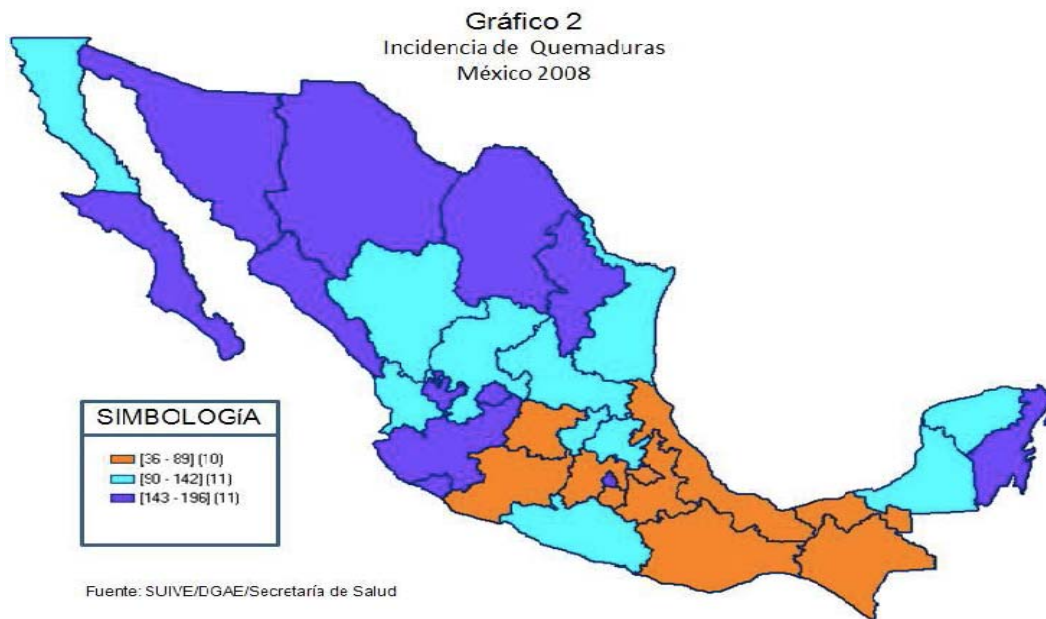 Gráfico 2
Incidencia de Quemaduras
México 2008
SIMBOLOGíA
[36 - 89] (10)
[90 - 142] (11)
[143 - 196] (11)
Fuente: SUIVE/DGAE/Secretaría de Salud